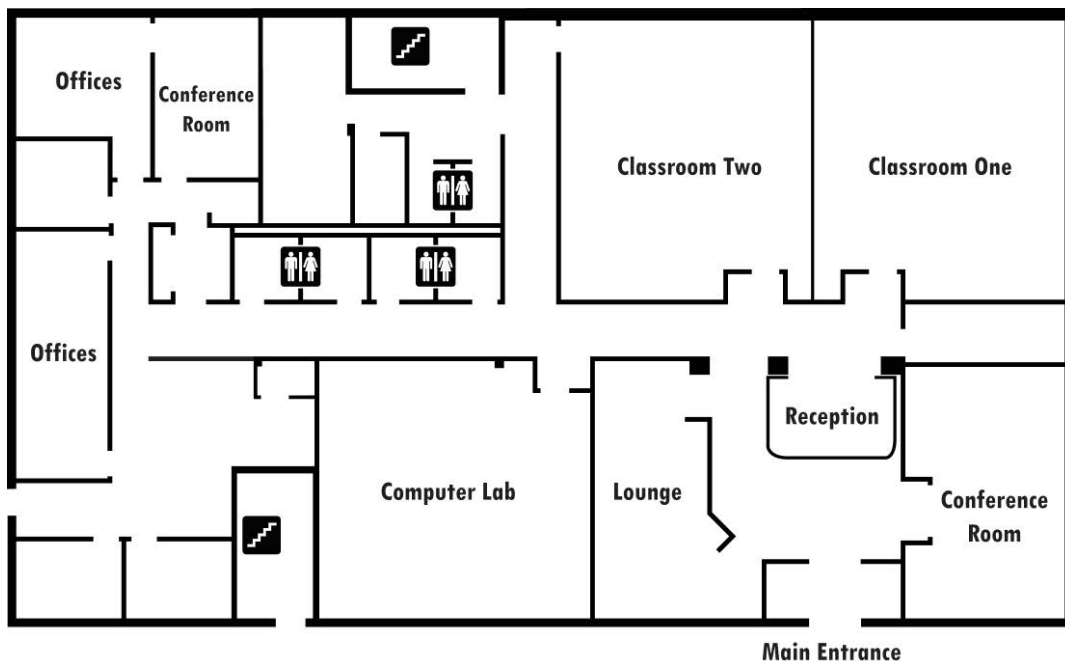 Offices
Conference
Room
Classroom Two
Classroom One
Offices
Reception
Computer Lab
Lounge
Conference
Room
Main Entrance